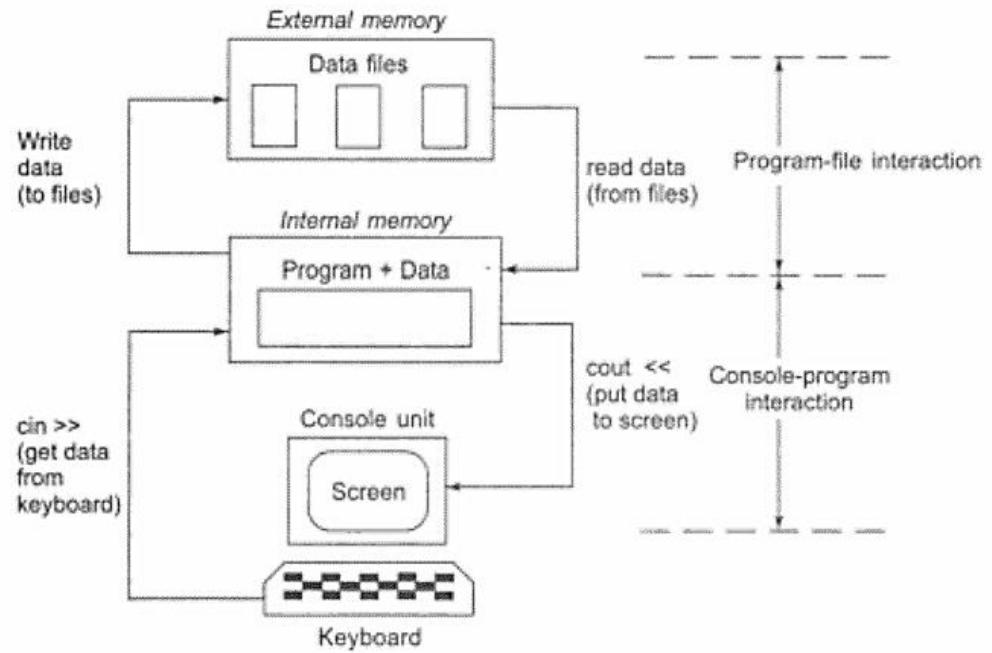 External memory
Data files
Write
data
(to files)
read data
(from files)
Program-file interaction
Internal memory
Program + Data
cin >>
(get data
from
keyboard)
cout <<
(put data
to screen)
Console-program
interaction
Console unit
Screen
Keyboard